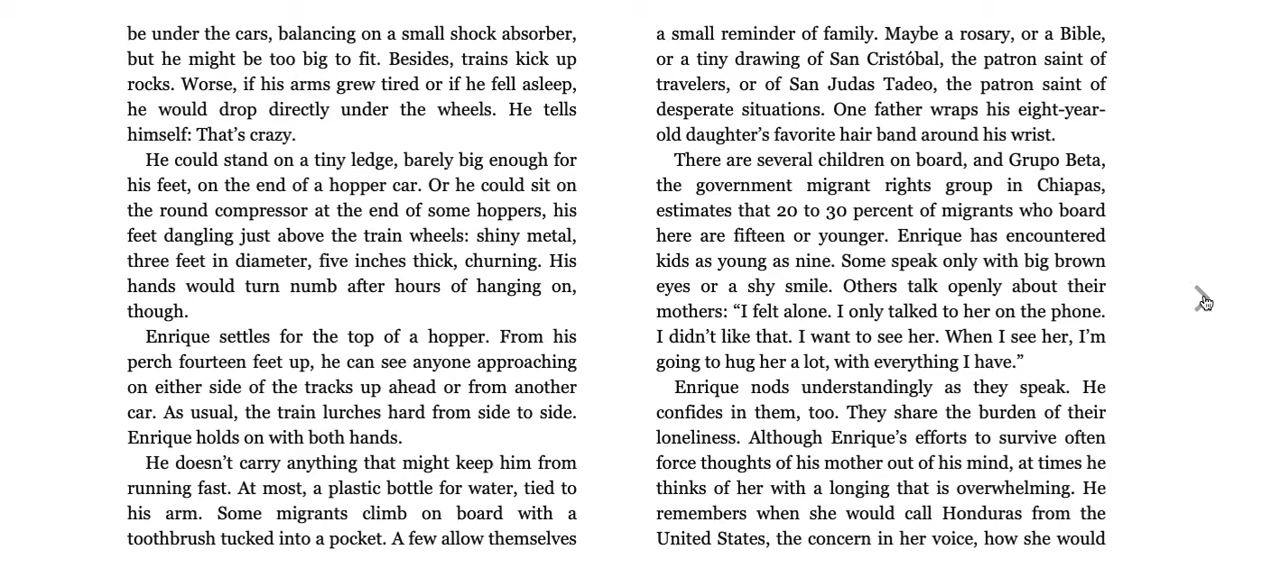 be under the cars, balancing on a small shock absorber,
but he might be too big to fit. Besides, trains kick up
rocks. Worse, if his arms grew tired or if he fell asleep,
he would drop directly under the wheels. He tells
himself: That’s crazy.
He could stand on a tiny ledge, barely big enough for
his feet, on the end of a hopper car. Or he could sit on
the round compressor at the end of some hoppers, his
feet dangling just above the train wheels: shiny metal,
three feet in diameter, five inches thick, churning. His
hands would turn numb after hours of hanging on,
though.
Enrique settles for the top of a hopper. From his
perch fourteen feet up, he can see anyone approaching
on either side of the tracks up ahead or from another
car. As usual, the train lurches hard from side to side.
Enrique holds on with both hands.
He doesn’t carry anything that might keep him from
running fast. At most, a plastic bottle for water, tied to
his arm. Some migrants climb on board with a
toothbrush tucked into a pocket. A few allow themselves
a small reminder of family. Maybe a rosary, or a Bible,
or a tiny drawing of San Cristóbal, the patron saint of
travelers, or of San Judas Tadeo, the patron saint of
desperate situations. One father wraps his eight-year-
old daughter’s favorite hair band around his wrist.
There are several children on board, and Grupo Beta,
the government migrant rights group in Chiapas,
estimates that 20 to 30 percent of migrants who board
here are fifteen or younger. Enrique has encountered
kids as young as nine. Some speak only with big brown
eyes or a shy smile. Others talk openly about their
mothers: “I felt alone. I only talked to her on the phone.
I didn’t like that. I want to see her. When I see her, I’m
going to hug her a lot, with everything I have.”
Enrique nods understandingly as they speak. He
confides in them, too. They share the burden of their
loneliness. Although Enrique’s efforts to survive often
force thoughts of his mother out of his mind, at times he
thinks of her with a longing that is overwhelming. He
remembers when she would call Honduras from the
United States, the concern in her voice, how she would